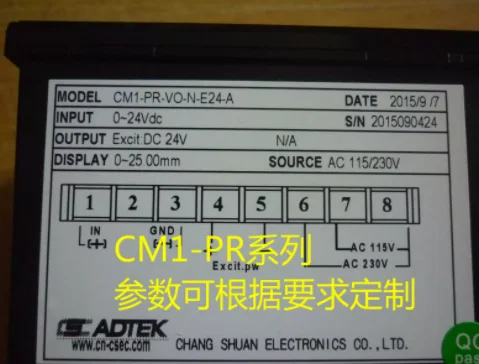 MODEL CM1-PR-VO-N-E24-A DATE 2015/9/7
INPUT 0~24Vdc S/N 2015090424
OUTPUT Excit:DC 24V N/A
DISPLAY 0~25.00mm SOURCE AC 115/230V
1 2 3 4 5 6 7 8
IN GND
(+) (-)
Excit.pw
AC 115V
AC 230V
CM1-PR系列
参数可根据要求定制
ADTEK
www.cn-csec.com CHANG SHUAN ELECTRONICS CO.,LTD.
QC
pas